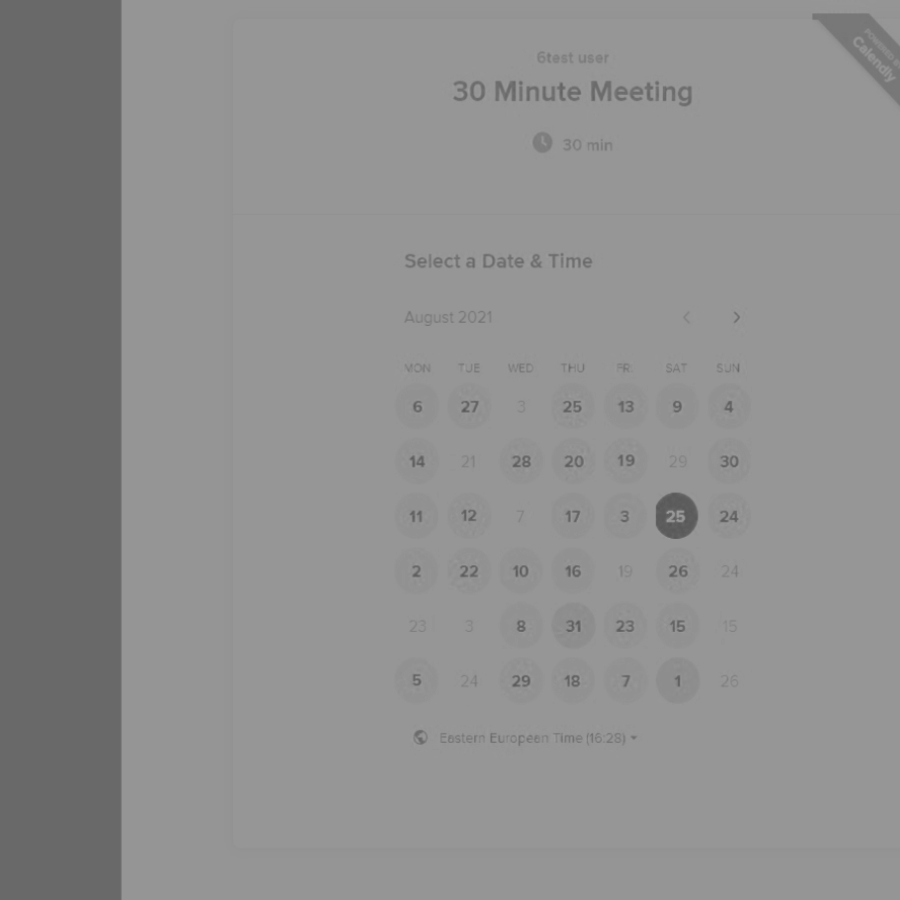 POWERED BY
Calendly
6test user
30 Minute Meeting
30 min
Select a Date & Time
August 2021
MON TUE WED THU FRI SAT SUN
6 27 3 25 13 9 4
14 21 28 20 19 29 30
11 12 7 17 3 25 24
2 22 10 16 19 26 24
23 3 8 31 23 15 15
5 24 29 18 7 1 26
Eastern European Time (16:28)